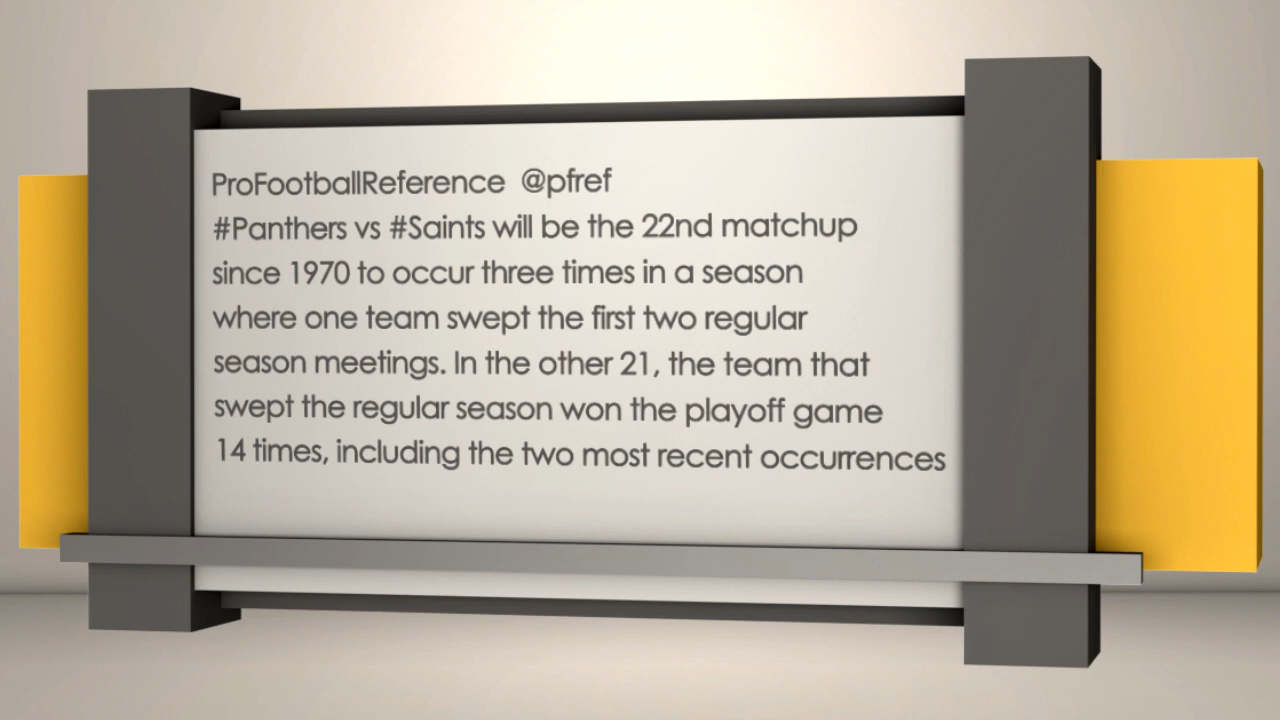 ProFootballReference @pfref
#Panthers vs #Saints will be the 22nd matchup
since 1970 to occur three times in a season
where one team swept the first two regular
season meetings. In the other 21, the team that
swept the regular season won the playoff game
14 times, including the two most recent occurrences